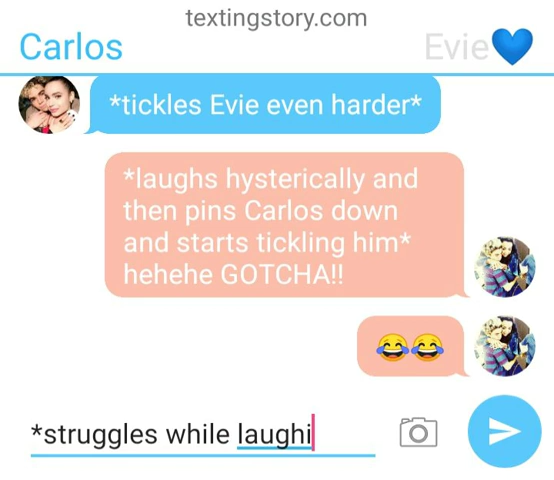 textingstory.com
Carlos
Evie💙
*tickles Evie even harder*
*laughs hysterically and
then pins Carlos down
and starts tickling him*
hehehe GOTCHA!!
😂😂
*struggles while laughi